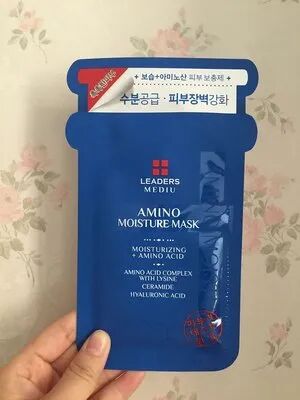 + 보습+아미노산 피부 보충제 +
수분공급 · 피부장벽강화
LEADERS
MEDIU
AMINO
MOISTURE MASK
MOISTURIZING
+ AMINO ACID
AMINO ACID COMPLEX
WITH LYSINE
CERAMIDE
HYALURONIC ACID